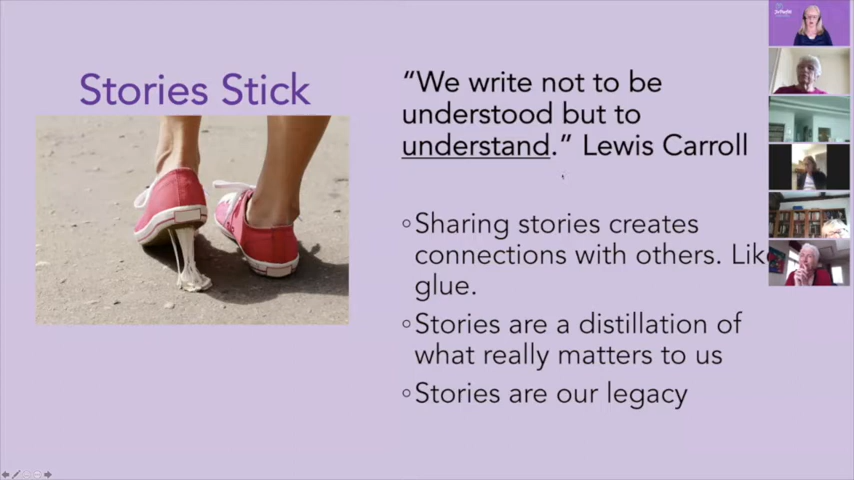 Stories Stick
“We write not to be
understood but to
understand.” Lewis Carroll
◦Sharing stories creates
connections with others. Lik
glue.
◦Stories are a distillation of
what really matters to us
◦Stories are our legacy